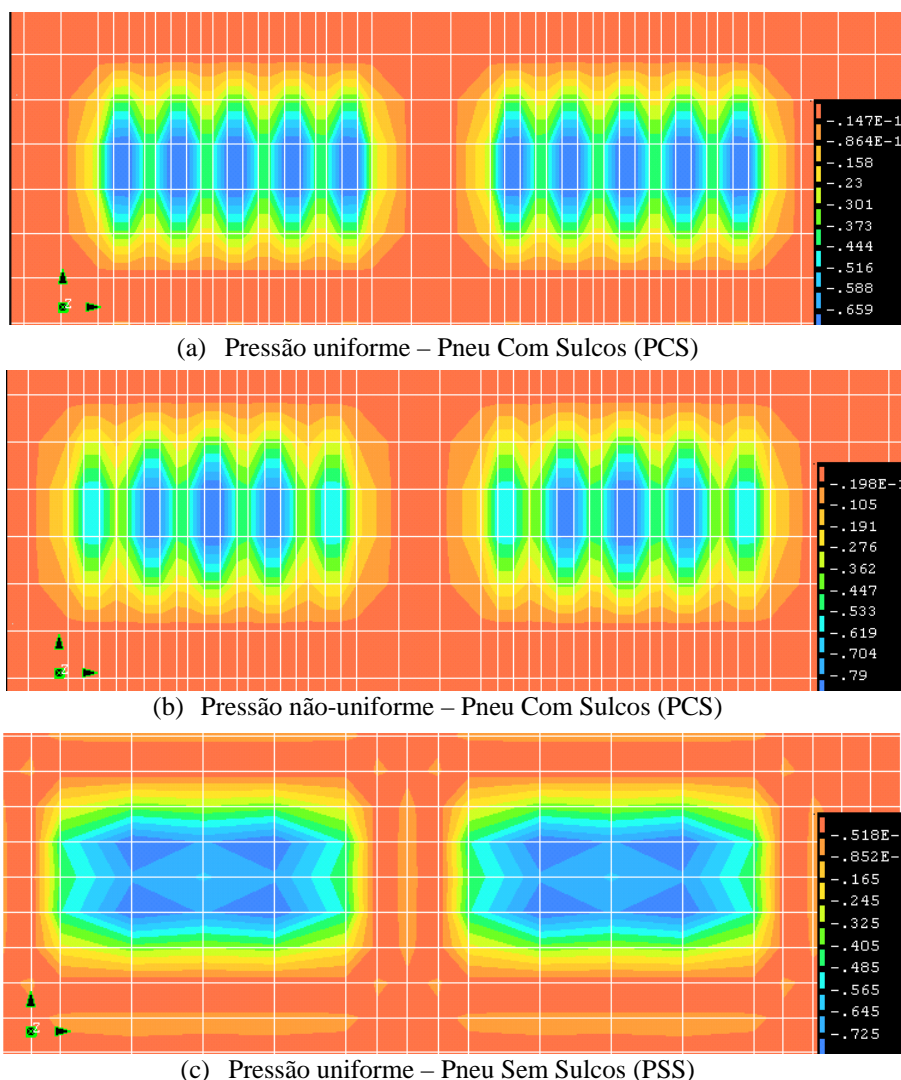 -.147E-1
-.864E-1
-.158
-.23
-.301
-.373
-.444
-.516
-.588
-.659
Z
(a) Pressão uniforme – Pneu Com Sulcos (PCS)
-.198E-1
-.105
-.191
-.276
-.362
-.447
-.533
-.619
-.704
-.79
Z
(b) Pressão não-uniforme – Pneu Com Sulcos (PCS)
-.518E-
-.852E-
-.165
-.245
-.325
-.405
-.485
-.565
-.645
-.725
Z
(c) Pressão uniforme – Pneu Sem Sulcos (PSS)